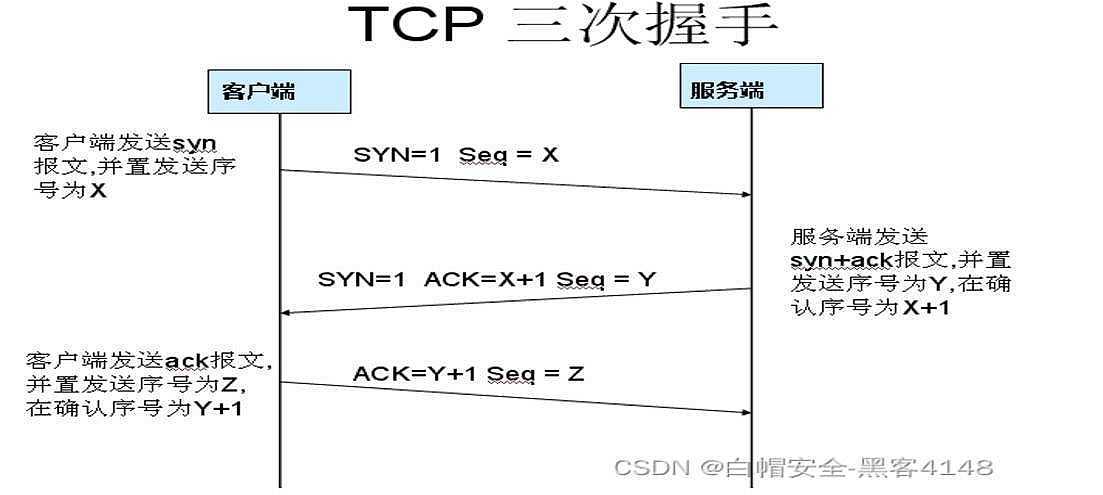 TCP 三次握手
客户端
服务端
客户端发送syn
报文,并置发送序
号为X
SYN=1 Seq = X
服务端发送
syn+ack报文,并置
发送序号为Y,在确
认序号为X+1
SYN=1 ACK=X+1 Seq = Y
客户端发送ack报文,
并置发送序号为Z,
在确认序号为Y+1
ACK=Y+1 Seq = Z
CSDN @白帽安全-黑客4148